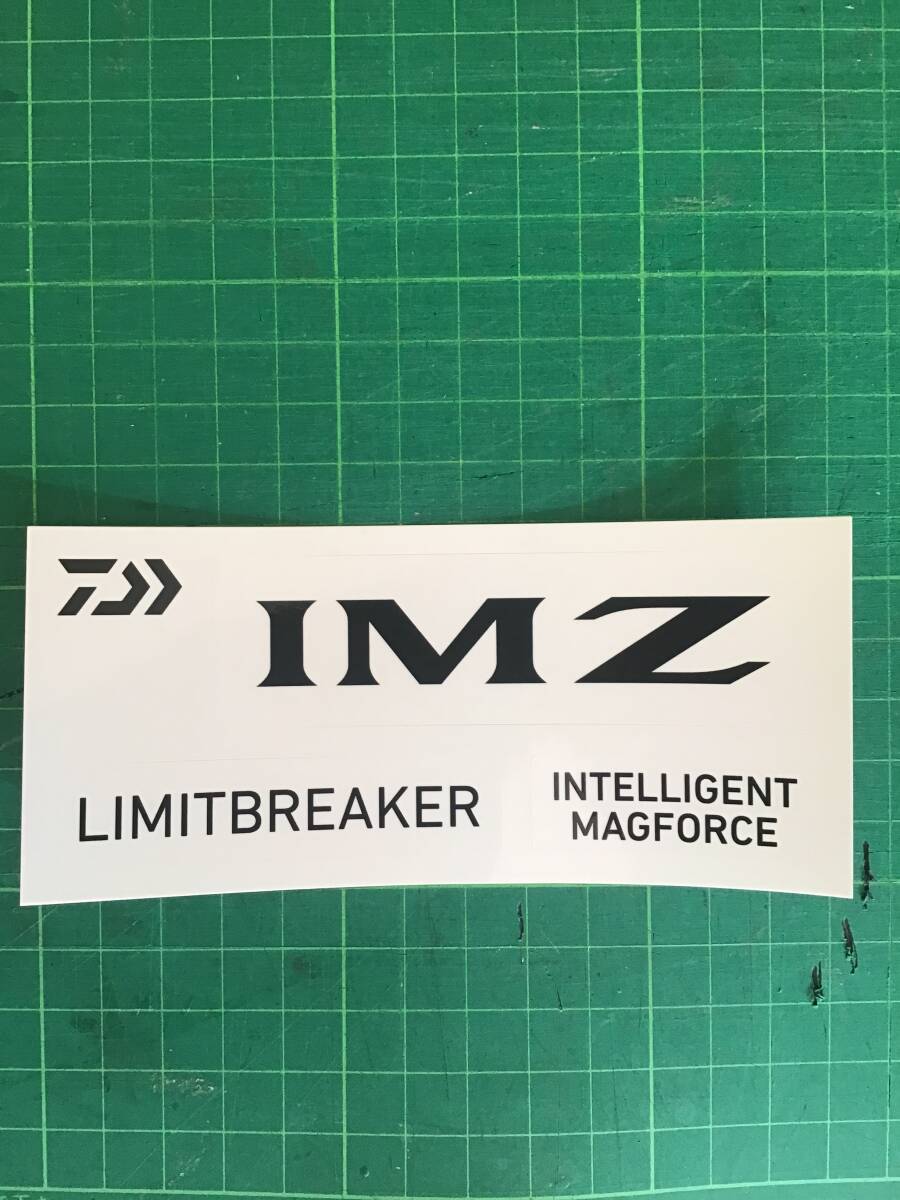 IMZ
LIMITBREAKER
INTELLIGENT
MAGFORCE